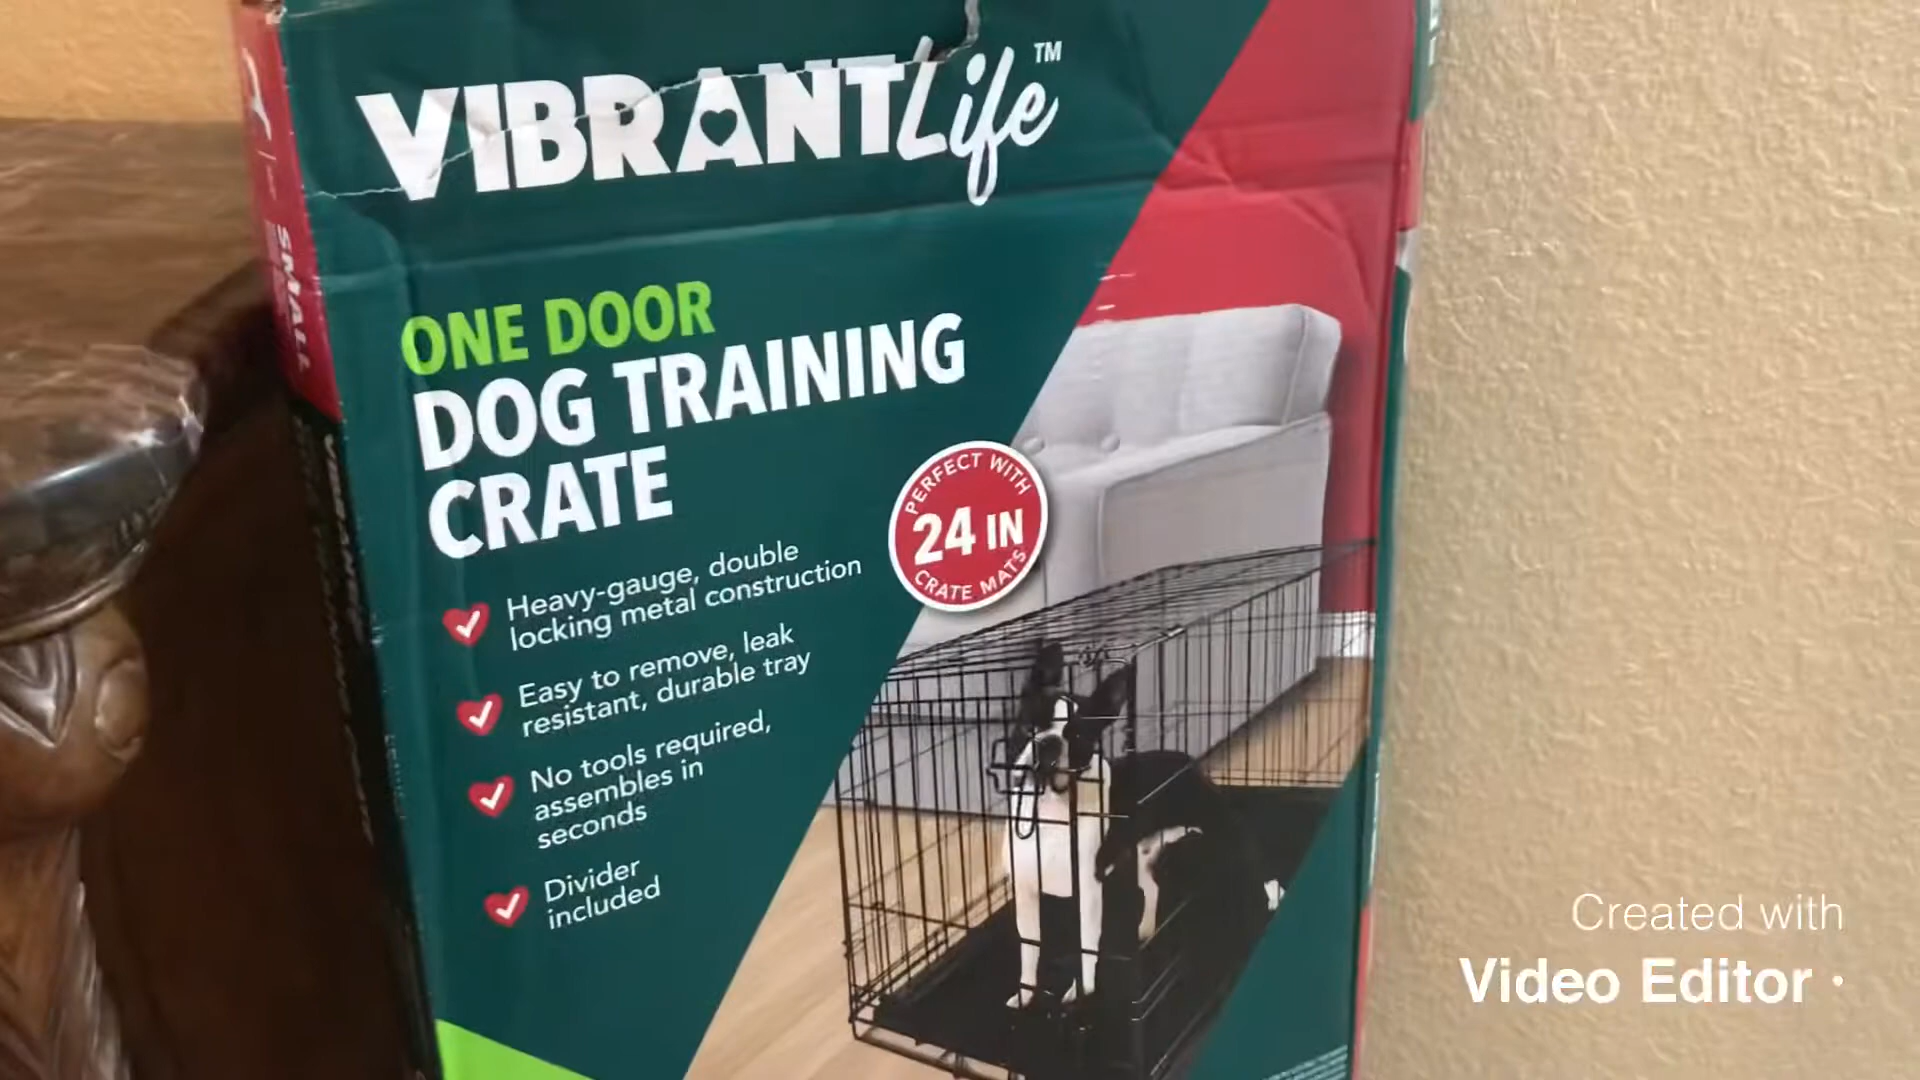 VIBRANTLife™
SMALL
ONE DOOR
DOG TRAINING
CRATE
PERFECT WITH
24 IN
CRATE MATS
Heavy-gauge, double
locking metal construction
Easy to remove, leak
resistant, durable tray
No tools required,
assembles in
seconds
Divider
included
Created with
Video Editor